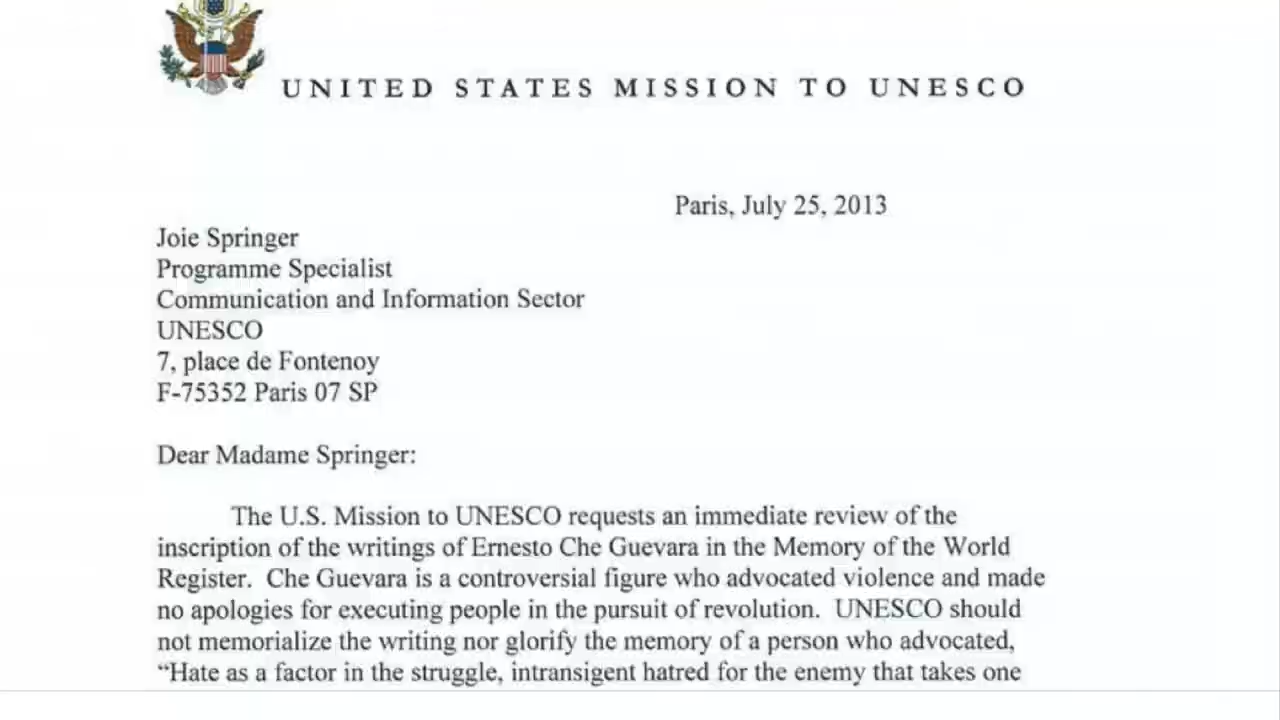 UNITED STATES MISSION TO UNESCO
Paris, July 25, 2013
Joie Springer
Programme Specialist
Communication and Information Sector
UNESCO
7, place de Fontenoy
F-75352 Paris 07 SP
Dear Madame Springer:
The U.S. Mission to UNESCO requests an immediate review of the
inscription of the writings of Ernesto Che Guevara in the Memory of the World
Register. Che Guevara is a controversial figure who advocated violence and made
no apologies for executing people in the pursuit of revolution. UNESCO should
not memorialize the writing nor glorify the memory of a person who advocated,
“Hate as a factor in the struggle, intransigent hatred for the enemy that takes one